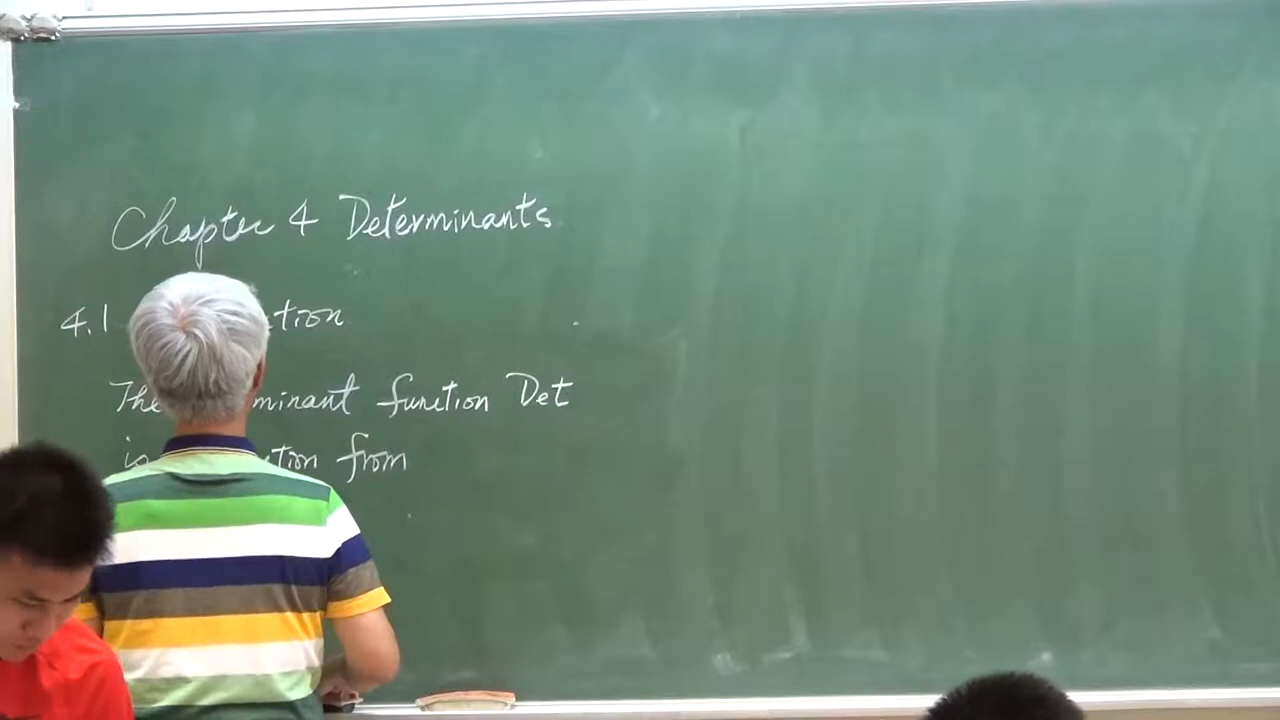 Chapter 4 Determinants
4.1 tion
The minant function Det
is tion from